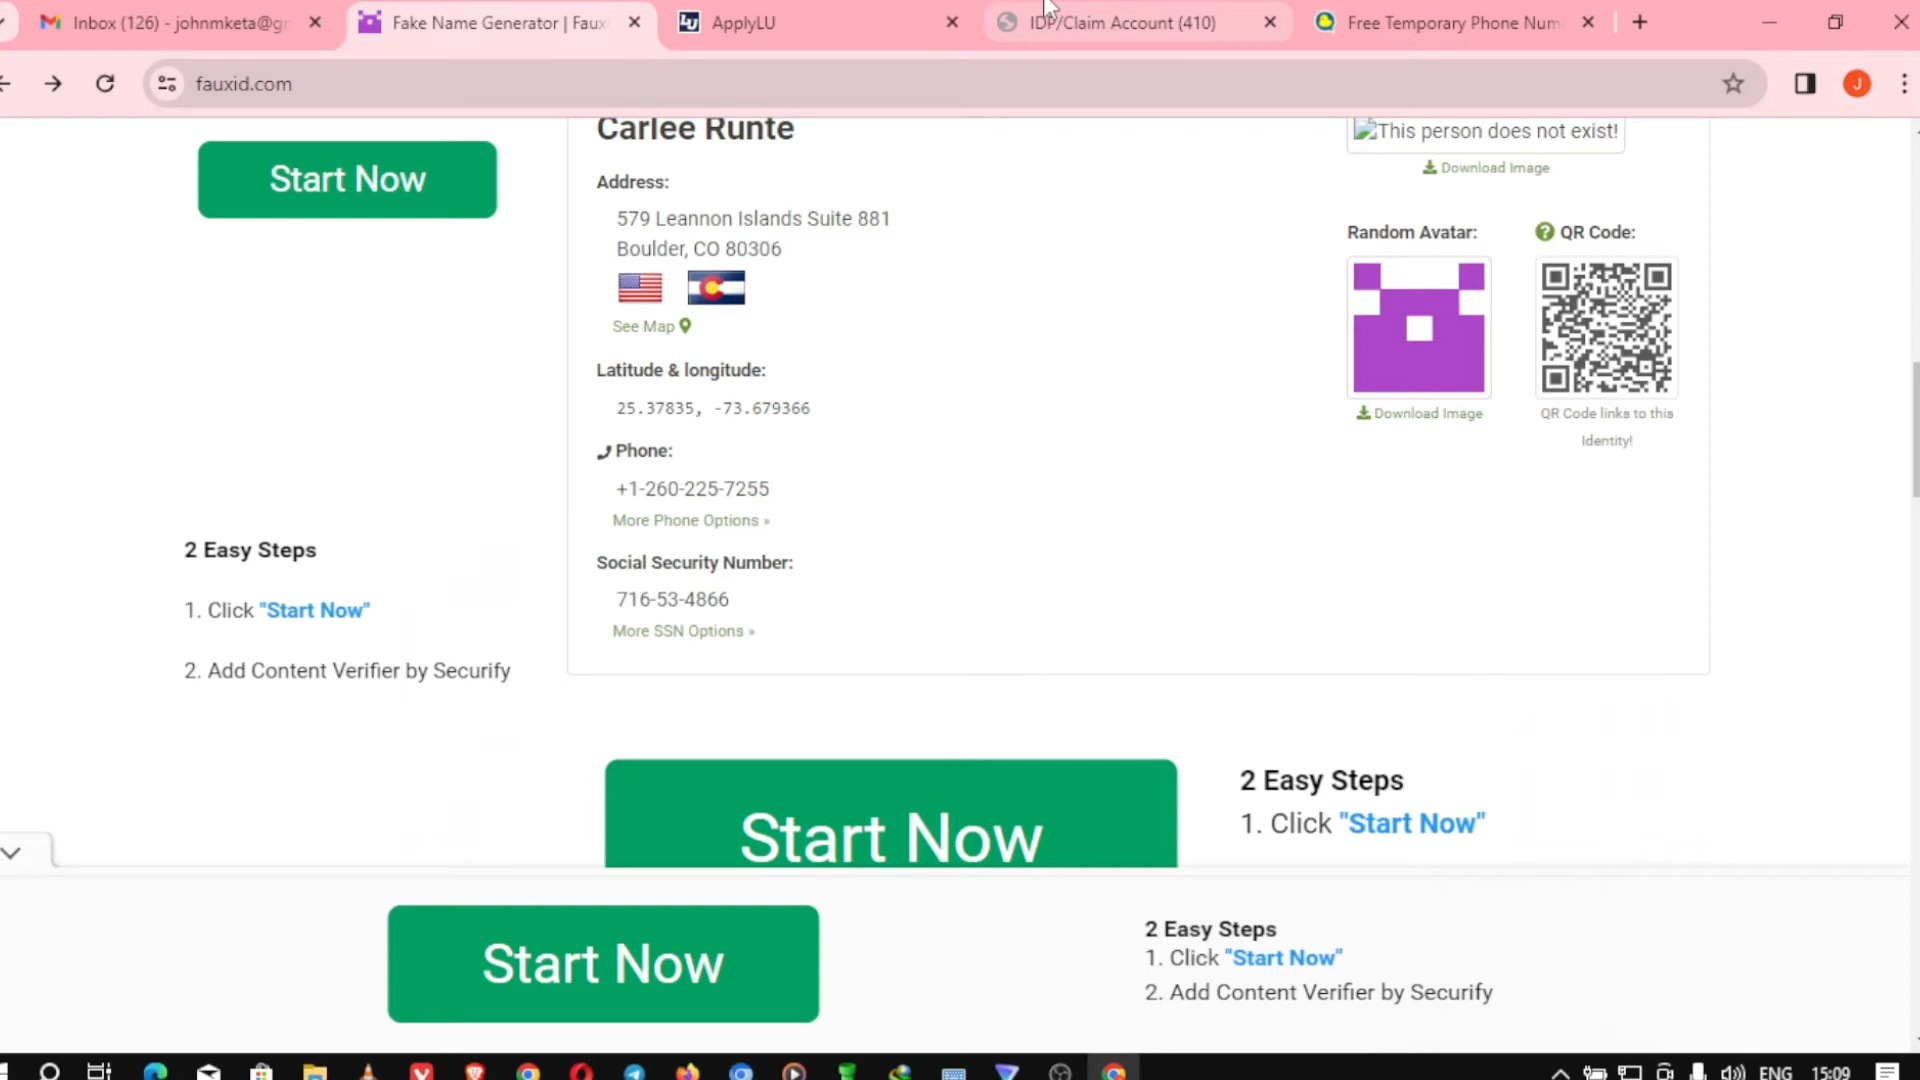 Inbox (126) - johnmketa@gm
Fake Name Generator | Faux
ApplyLU
IDP/Claim Account (410)
Free Temporary Phone Num
fauxid.com
J
Start Now
Carlee Runte
This person does not exist!
Download Image
Address:
579 Leannon Islands Suite 881
Boulder, CO 80306
See Map
Random Avatar:
QR Code:
Download Image
QR Code links to this
Identity!
Latitude & longitude:
25.37835, -73.679366
Phone:
+1-260-225-7255
More Phone Options »
Social Security Number:
716-53-4866
More SSN Options »
2 Easy Steps
1. Click "Start Now"
2. Add Content Verifier by Securify
Start Now
2 Easy Steps
1. Click "Start Now"
Start Now
2 Easy Steps
1. Click "Start Now"
2. Add Content Verifier by Securify
ENG
15:09